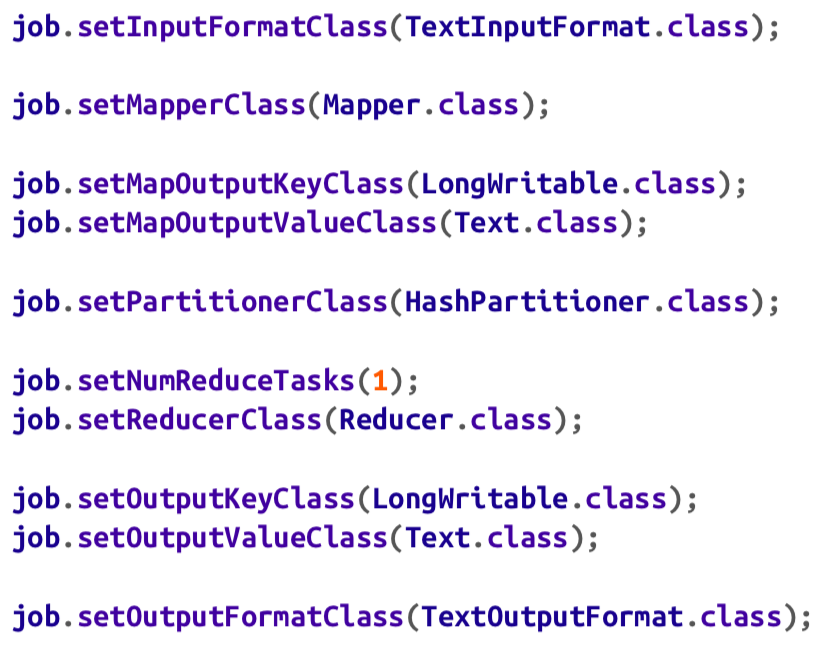 job.setInputFormatClass(TextInputFormat.class);
job.setMapperClass(Mapper.class);
job.setMapOutputKeyClass(LongWritable.class);
job.setMapOutputValueClass(Text.class);
job.setPartitionerClass(HashPartitioner.class);
job.setNumReduceTasks(1);
job.setReducerClass(Reducer.class);
job.setOutputKeyClass(LongWritable.class);
job.setOutputValueClass(Text.class);
job.setOutputFormatClass(TextOutputFormat.class);